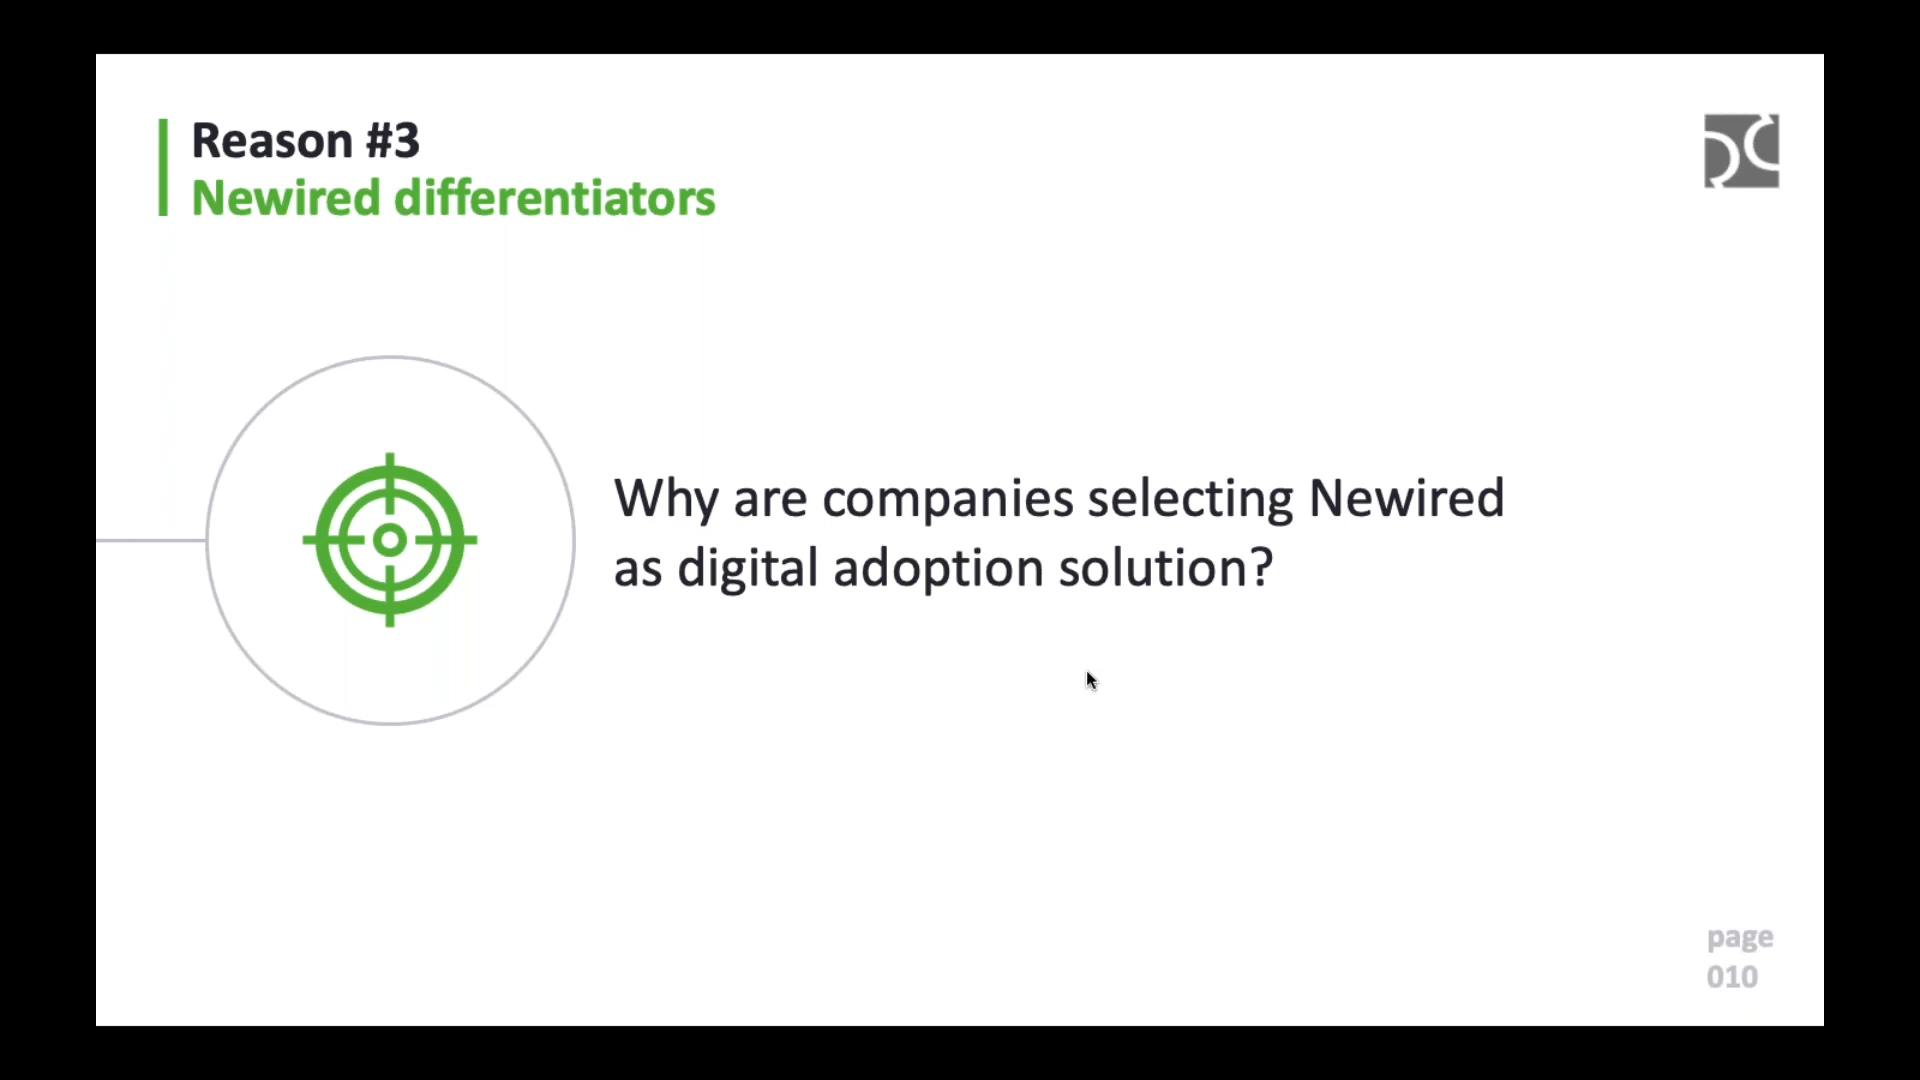 Reason #3
Newired differentiators
Why are companies selecting Newired
as digital adoption solution?
page
010